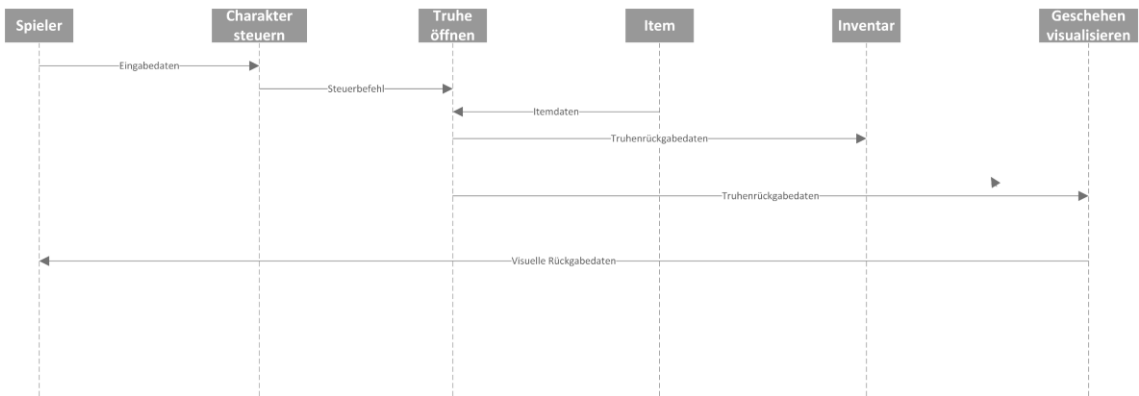 Spieler
Charakter
steuern
Truhe
öffnen
Item
Inventar
Geschehen
visualisieren
Eingabedaten
Steuerbefehl
Itemdaten
Truhenrückgabedaten
Truhenrückgabedaten
Visuelle Rückgabedaten